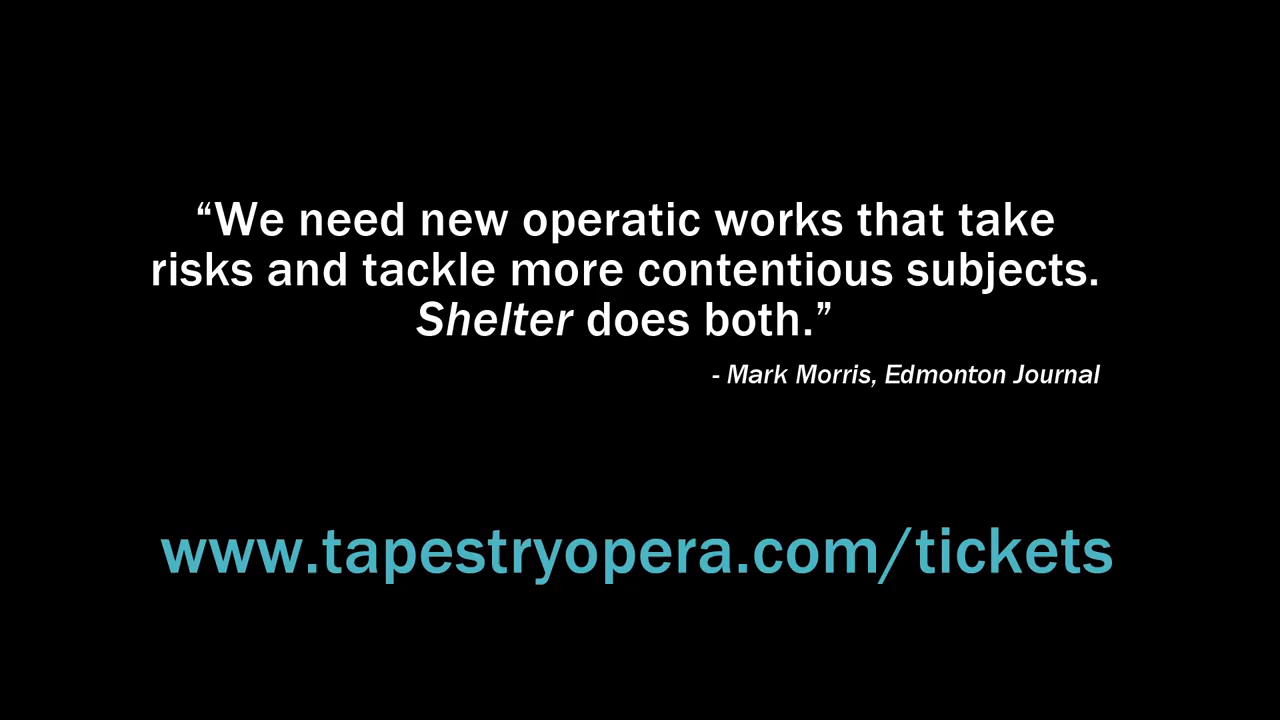 “We need new operatic works that take
risks and tackle more contentious subjects.
Shelter does both.”
- Mark Morris, Edmonton Journal
www.tapestryopera.com/tickets